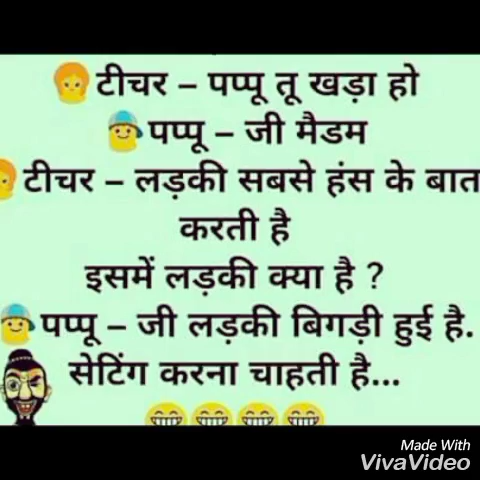 टीचर – पप्पू तू खड़ा हो
पप्पू – जी मैडम
टीचर – लड़की सबसे हंस के बात
करती है
इसमें लड़की क्या है ?
पप्पू – जी लड़की बिगड़ी हुई है.
सेटिंग करना चाहती है...
Made With
VivaVideo